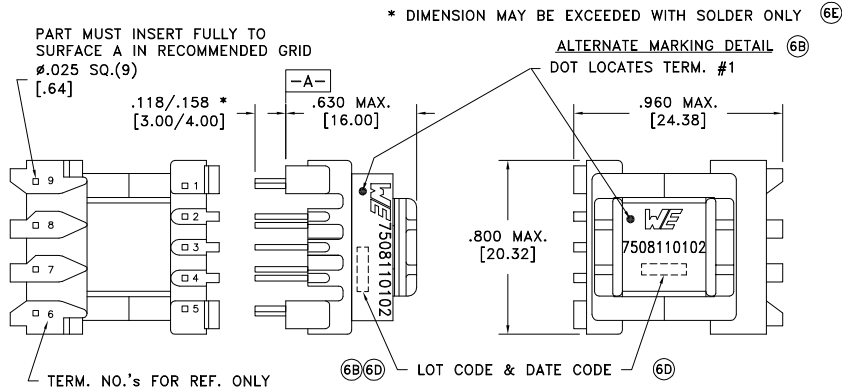 * DIMENSION MAY BE EXCEEDED WITH SOLDER ONLY 6E
PART MUST INSERT FULLY TO
SURFACE A IN RECOMMENDED GRID
ø.025 SQ.(9)
[.64]
ALTERNATE MARKING DETAIL 6B
DOT LOCATES TERM. #1
-A-
.118/.158 *
[3.00/4.00]
.630 MAX.
[16.00]
.960 MAX.
[24.38]
9
8
7
6
1
2
3
4
5
WE
7508110102
.800 MAX.
[20.32]
WE
7508110102
6B 6D
LOT CODE & DATE CODE 6D
TERM. NO.'s FOR REF. ONLY